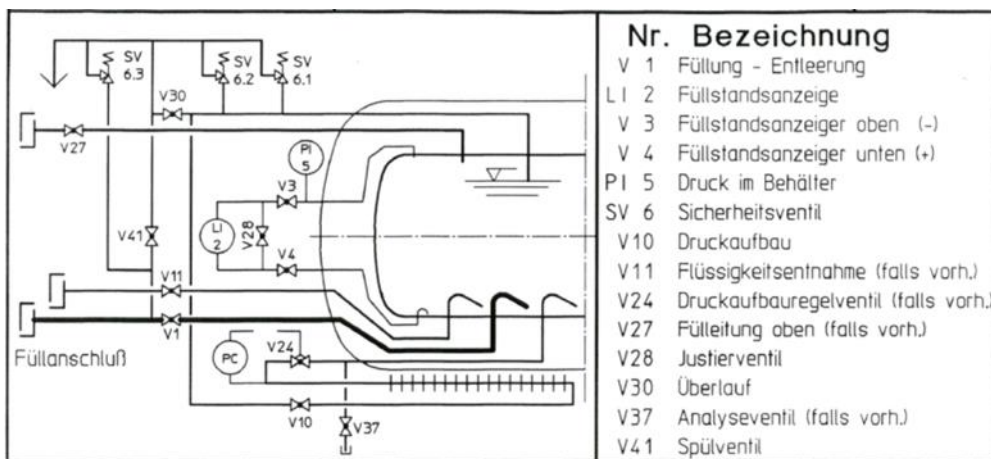 SV
6.3
SV
6.2
SV
6.1
V30
V27
PI
5
V3
LI
2
V28
V41
V4
V11
V1
Füllanschluß
PC
V24
V10
V37
Nr. Bezeichnung
V 1 Füllung - Entleerung
LI 2 Füllstandsanzeige
V 3 Füllstandsanzeiger oben (-)
V 4 Füllstandsanzeiger unten (+)
PI 5 Druck im Behälter
SV 6 Sicherheitsventil
V10 Druckaufbau
V11 Flüssigkeitsentnahme (falls vorh.)
V24 Druckaufbauregelventil (falls vorh.)
V27 Fülleitung oben (falls vorh.)
V28 Justierventil
V30 Überlauf
V37 Analyseventil (falls vorh.)
V41 Spülventil